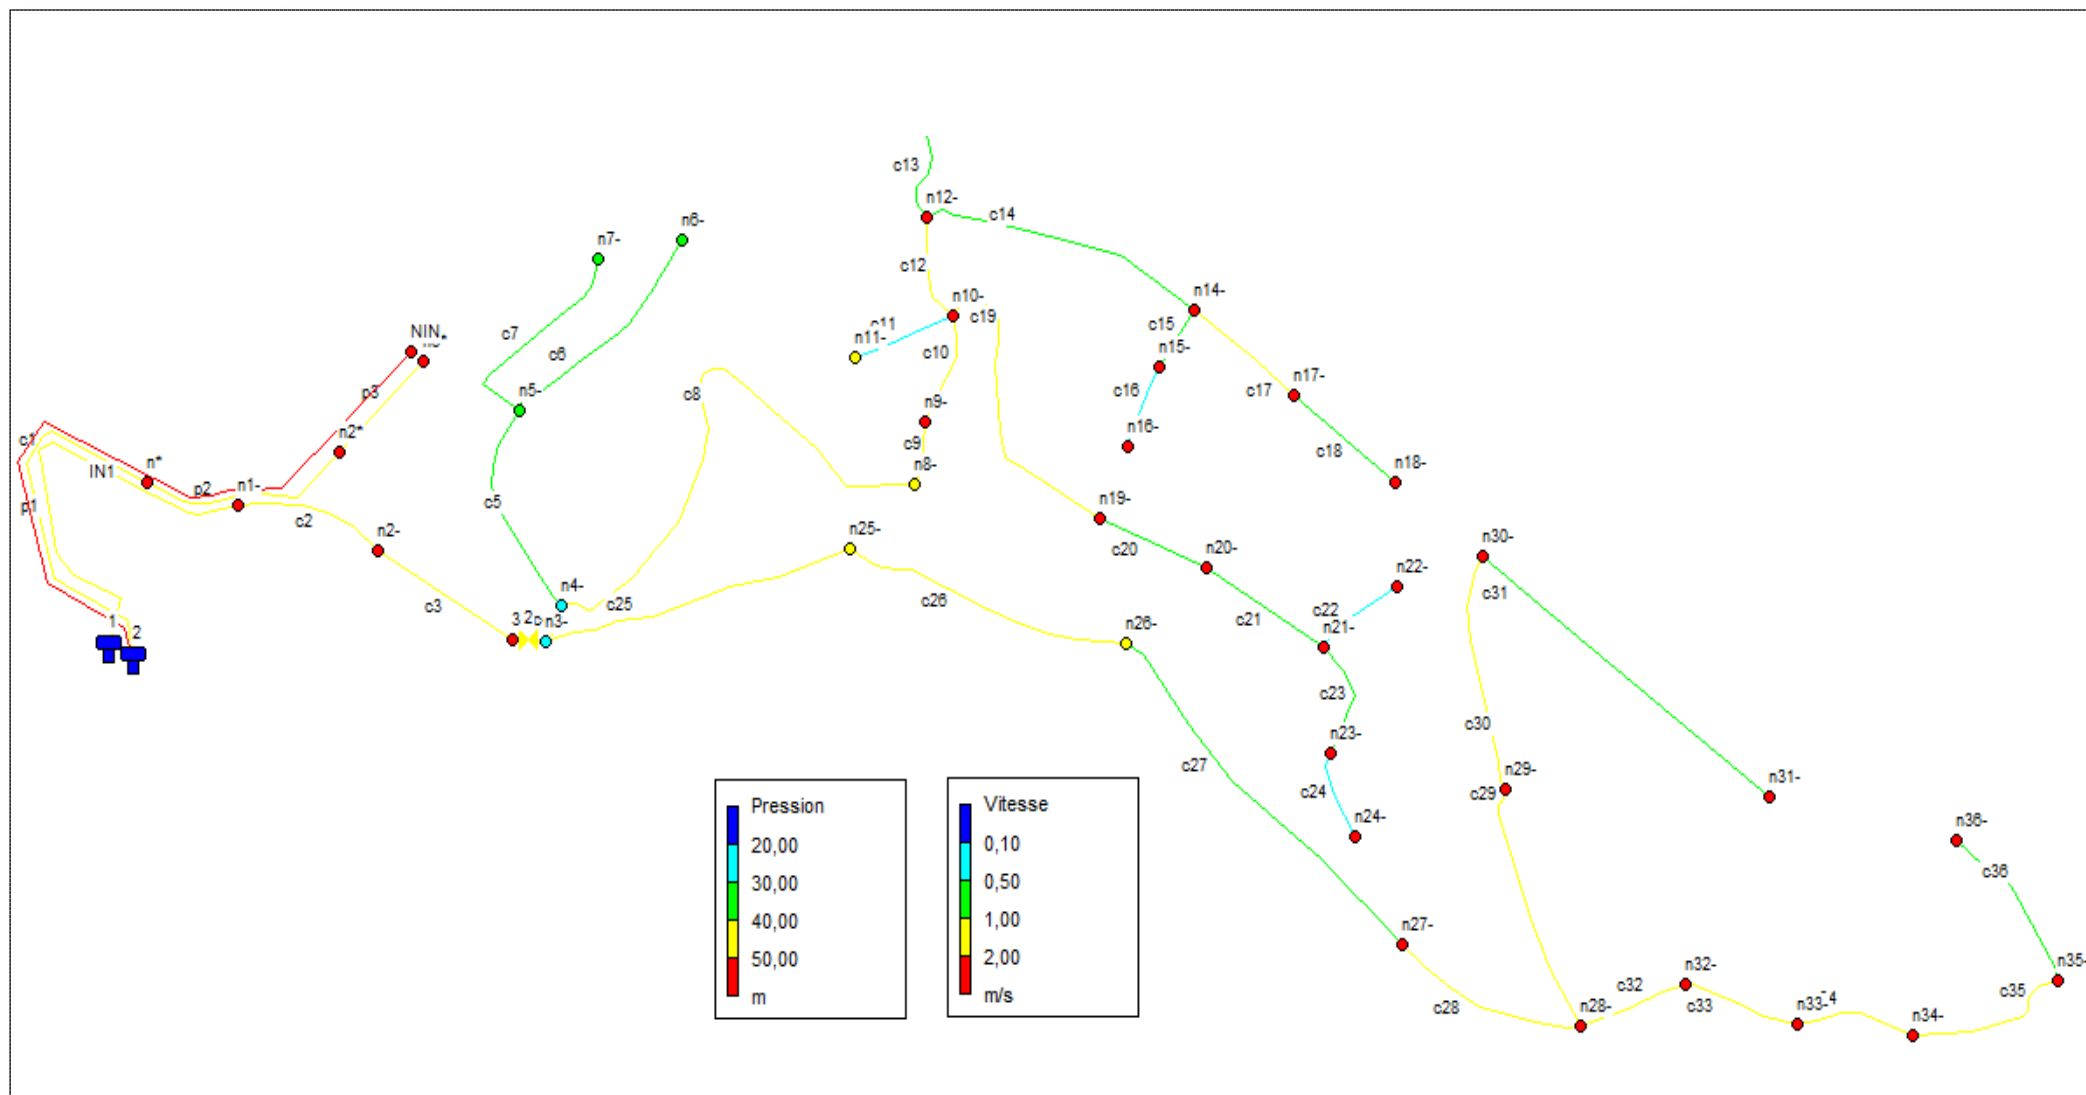 c13
n12-
c14
n6-
n7-
c12
n10-
c19
n14-
c7
c6
n11-
c10
c15
n15-
NIN
p3
n5-
c8
c16
c17
n17-
n9-
c9
n16-
c18
c1
n2*
IN1
n*
p2
n1-
n8-
n18-
p1
c2
c5
n2-
n25-
n19-
c20
n20-
n30-
c31
n22-
n4-
c25
c26
c3
3
n3-
1
2
n26-
c21
c22
n21-
c23
c30
n23-
c27
c24
n24-
n29-
c29
n31-
Pression
20,00
30,00
40,00
50,00
m
Vitesse
0,10
0,50
1,00
2,00
m/s
n36-
c36
n27-
c28
n28-
c32
n32-
c33
n33-
n34-
c35
n35-